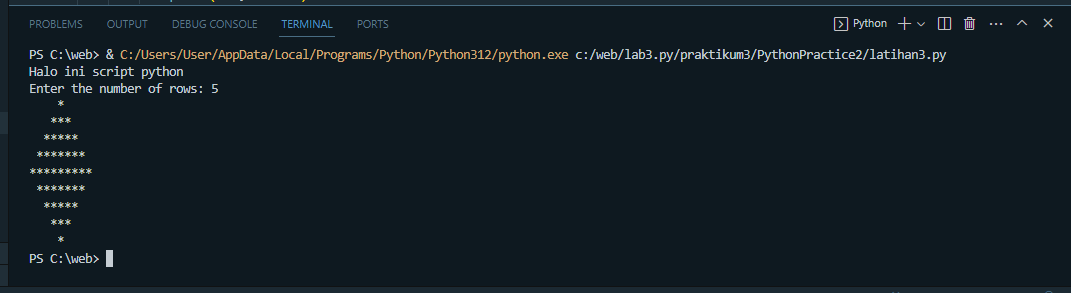 PROBLEMS OUTPUT DEBUG CONSOLE TERMINAL PORTS Python
PS C:\web> & C:/Users/User/AppData/Local/Programs/Python/Python312/python.exe c:/web/lab3.py/praktikum3/PythonPractice2/latihan3.py
Halo ini script python
Enter the number of rows: 5
    *
   ***
  *****
 *******
*********
 *******
  *****
   ***
    *
PS C:\web>